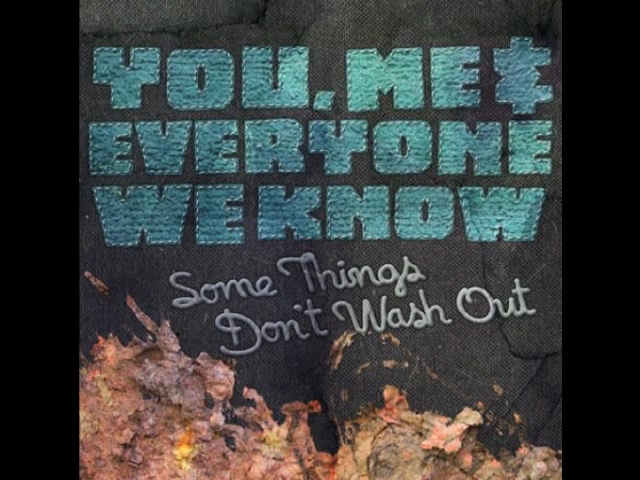 YOU, ME &
EVERYONE
WE KNOW
Some Things
Don't Wash Out